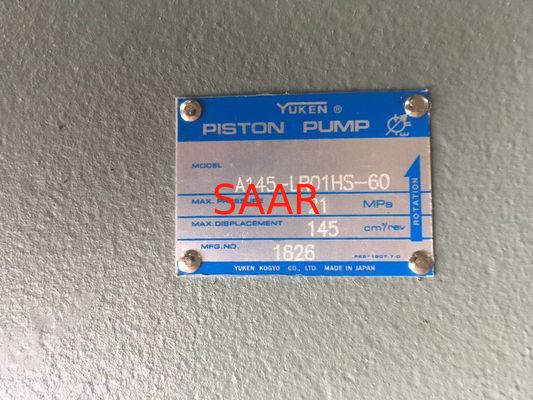 YUKEN ®
PISTON PUMP
MODEL
A145-LR01HS-60
SAAR
MAX. PRESSURE MPa
MAX. DISPLACEMENT 145 cm³/rev
MFG. NO. 1826
ROTATION
YUKEN KOGYO CO., LTD. MADE IN JAPAN